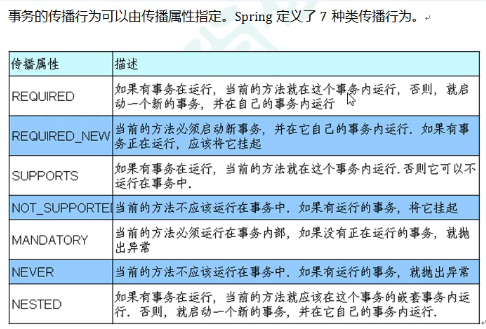 事务的传播行为可以由传播属性指定。Spring 定义了 7 种类传播行为。
传播属性 描述
REQUIRED 如果有事务在运行，当前的方法就在这个事务内运行，否则，就启
动一个新的事务，并在自己的事务内运行
REQUIRED_NEW 当前的方法必须启动新事务，并在它自己的事务内运行．如果有事
务正在运行，应该将它挂起
SUPPORTS 如果有事务在运行，当前的方法就在这个事务内运行．否则它可以不
运行在事务中．
NOT_SUPPORTED 当前的方法不应该运行在事务中．如果有运行的事务，将它挂起
MANDATORY 当前的方法必须运行在事务内部，如果没有正在运行的事务，就抛
出异常
NEVER 当前的方法不应该运行在事务中．如果有运行的事务，就抛出异常
NESTED 如果有事务在运行，当前的方法就应该在这个事务的嵌套事务内运
行．否则，就启动一个新的事务，并在它自己的事务内运行．